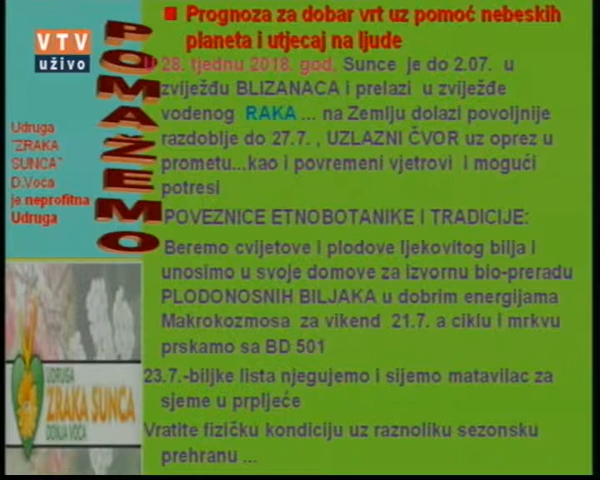 VTV
uživo
POMAŽEMO
Udruga
"ZRAKA
SUNCA"
D.Voća
je neprofitna
Udruga
Prognoza za dobar vrt uz pomoć nebeskih
planeta i utjecaj na ljude
U 28. tjednu 2018. god. Sunce je do 2.07. u
zviježđu BLIZANACA i prelazi u zviježđe
vodenog RAKA ... na Zemlju dolazi povoljnije
razdoblje do 27.7. , UZLAZNI ČVOR uz oprez u
prometu...kao i povremeni vjetrovi i mogući
potresi
POVEZNICE ETNOBOTANIKE I TRADICIJE:
Beremo cvijetove i plodove ljekovitog bilja i
unosimo u svoje domove za izvornu bio-preradu
PLODONOSNIH BILJAKA u dobrim energijama
Makrokozmosa za vikend 21.7. a ciklu i mrkvu
prskamo sa BD 501
23.7.-biljke lista njegujemo i sijemo matavilac za
sjeme u prpljeće
Vratite fizičku kondiciju uz raznoliku sezonsku
prehranu ...
UDRUGA
ZRAKA SUNCA
DONJA VOĆA